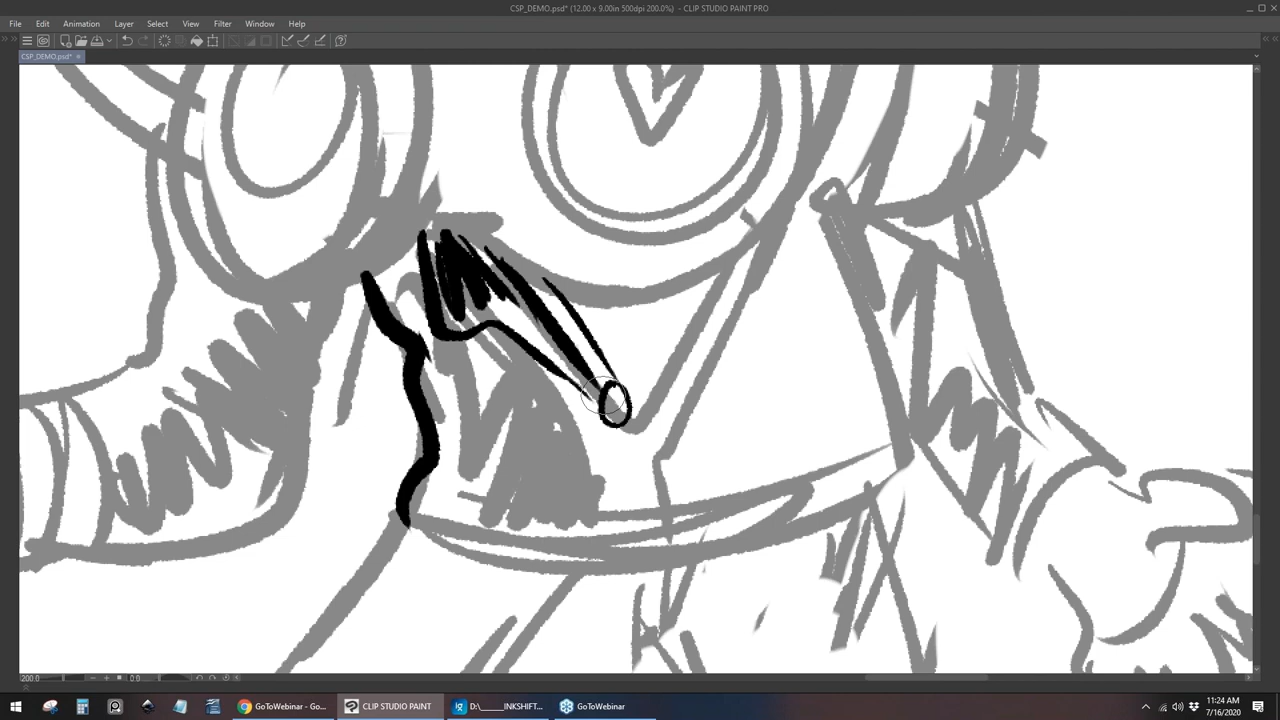 CSP_DEMO.psd* (12.00 x 9.00in 500dpi 200.0%) - CLIP STUDIO PAINT PRO
File Edit Animation Layer Select View Filter Window Help
CSP_DEMO.psd*
200.0 0.0
GoToWebinar - Go... CLIP STUDIO PAINT D:\_____INKSHIFT... GoToWebinar
11:24 AM
7/16/2020